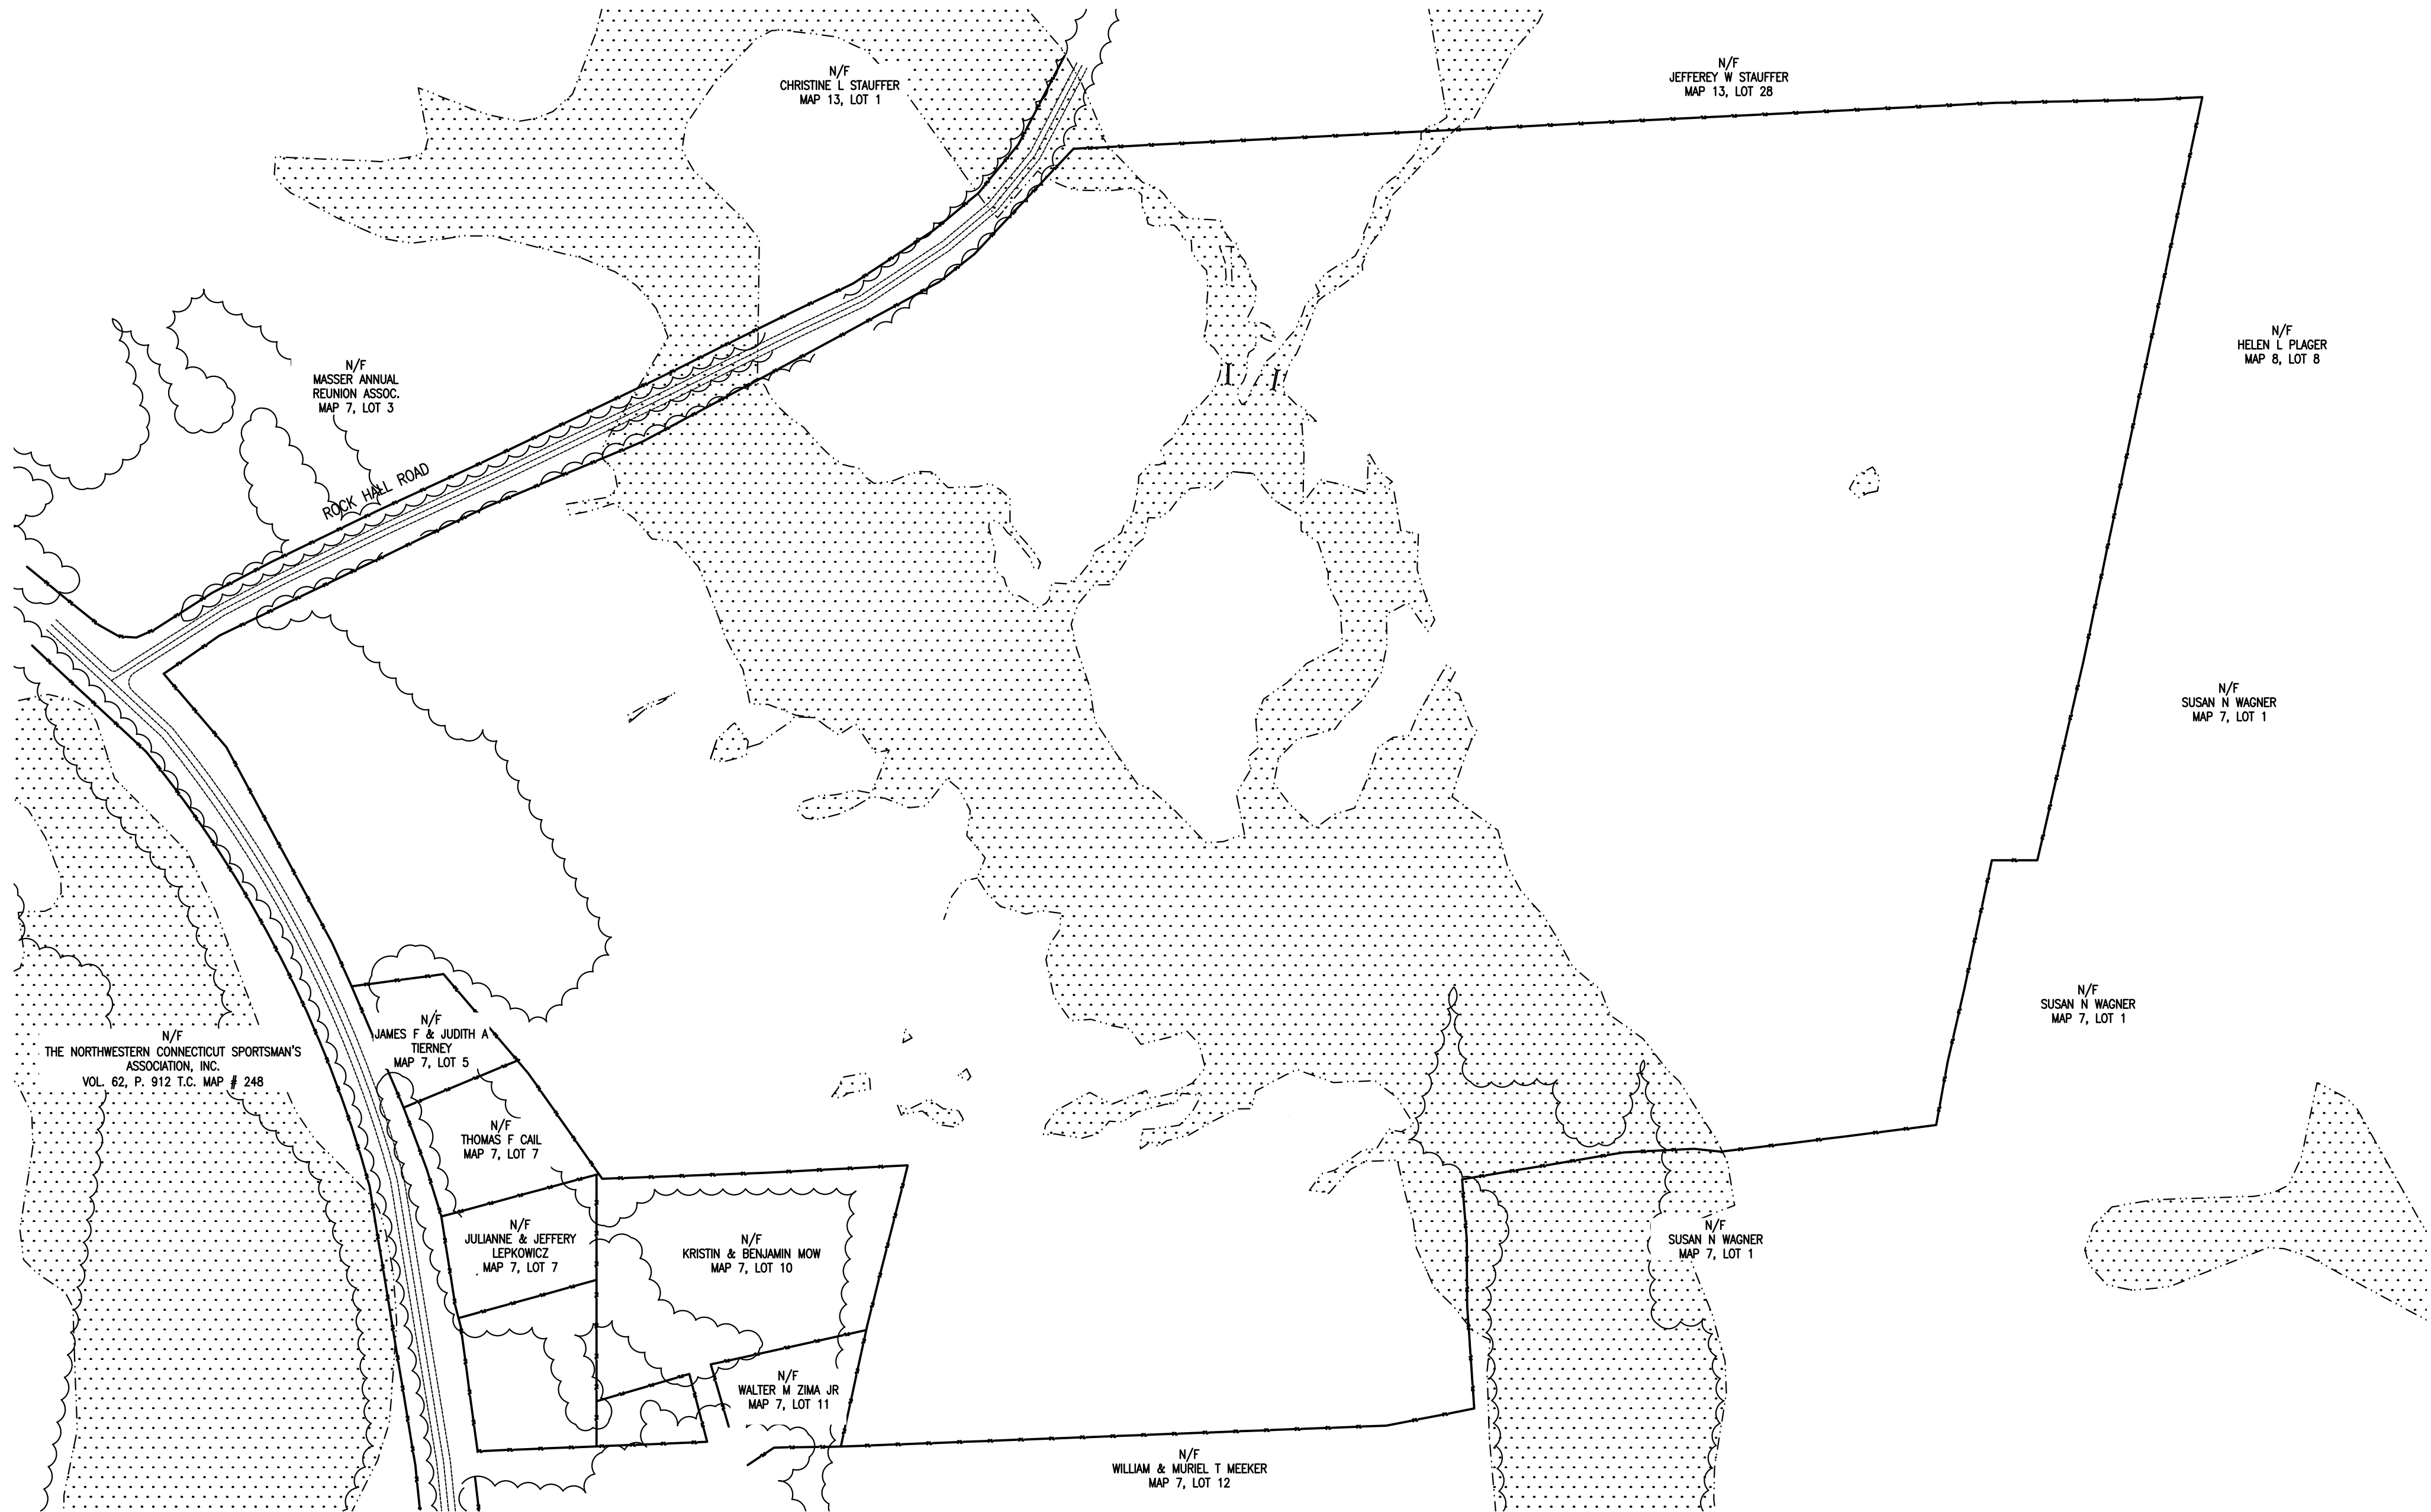 N/F
CHRISTINE L STAUFFER
MAP 13, LOT 1
N/F
JEFFEREY W STAUFFER
MAP 13, LOT 28
N/F
HELEN L PLAGER
MAP 8, LOT 8
N/F
MASSER ANNUAL
REUNION ASSOC.
MAP 7, LOT 3
ROCK HALL ROAD
N/F
SUSAN N WAGNER
MAP 7, LOT 1
N/F
SUSAN N WAGNER
MAP 7, LOT 1
N/F
JAMES F & JUDITH A
TIERNEY
MAP 7, LOT 5
N/F
THE NORTHWESTERN CONNECTICUT SPORTSMAN'S
ASSOCIATION, INC.
VOL. 62, P. 912 T.C. MAP # 248
N/F
THOMAS F CAIL
MAP 7, LOT 7
N/F
JULIANNE & JEFFERY
LEPKOWICZ
MAP 7, LOT 7
N/F
KRISTIN & BENJAMIN MOW
MAP 7, LOT 10
N/F
SUSAN N WAGNER
MAP 7, LOT 1
N/F
WALTER M ZIMA JR
MAP 7, LOT 11
N/F
WILLIAM & MURIEL T MEEKER
MAP 7, LOT 12